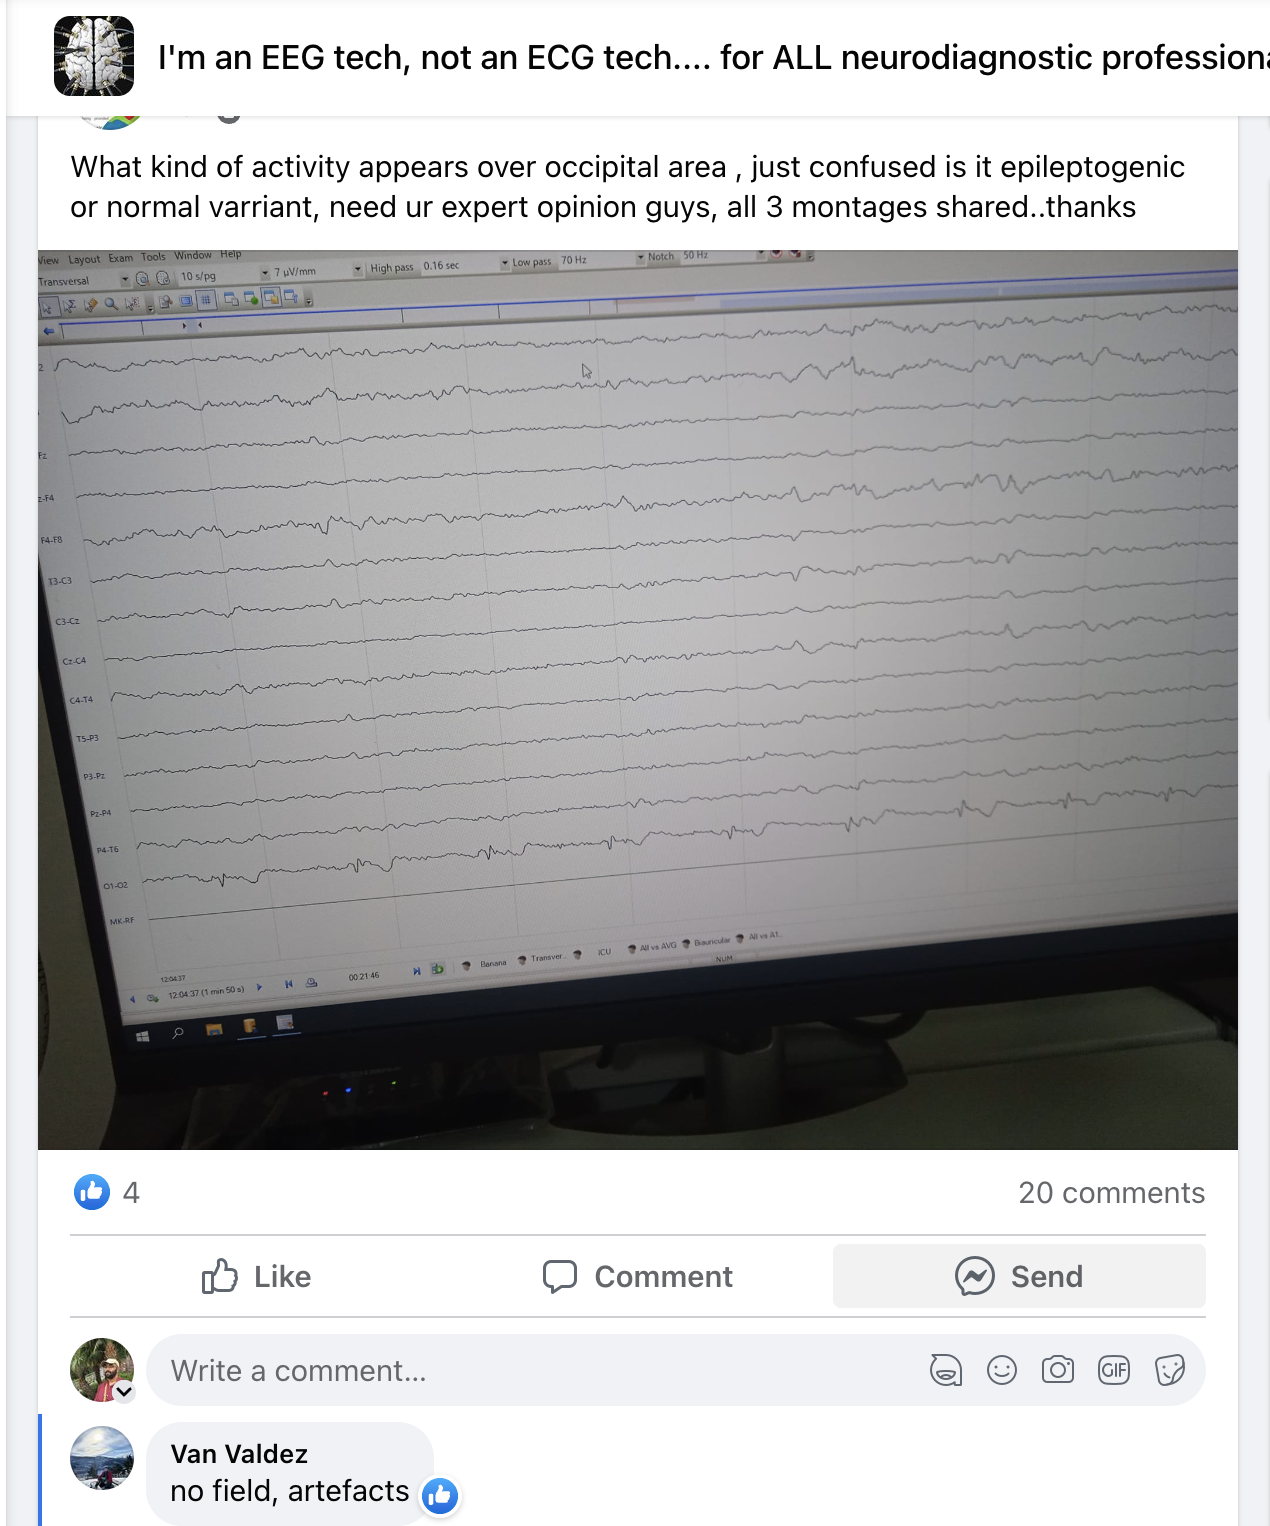 I'm an EEG tech, not an ECG tech.... for ALL neurodiagnostic professiona
What kind of activity appears over occipital area , just confused is it epileptogenic
or normal varriant, need ur expert opinion guys, all 3 montages shared..thanks
View Layout Exam Tools Window Help
Transversal 10 s/pg 7 µV/mm High pass 0.16 sec Low pass 70 Hz Notch 50 Hz
2
Fz
z-F4
F4-F8
T3-C3
C3-Cz
Cz-C4
C4-T4
T5-P3
P3-Pz
Pz-P4
P4-T6
O1-O2
MK-RF
12:04:37
12:04:37 (1 min 50 s) 00:21:46 Banana Transver.. ICU All vs AVG Biauricular All vs A1..
NUM
4
20 comments
Like
Comment
Send
Write a comment...
GIF
Van Valdez
no field, artefacts